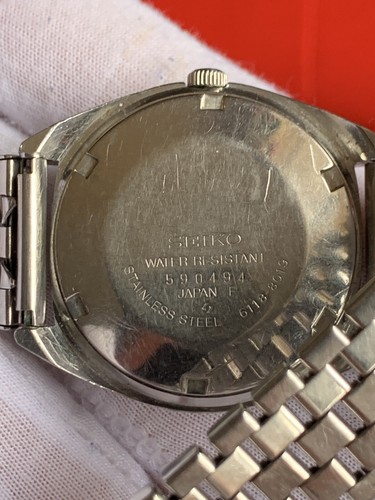 SEIKO
WATER RESISTANT
590494
JAPAN F
STAINLESS STEEL 6118-8019